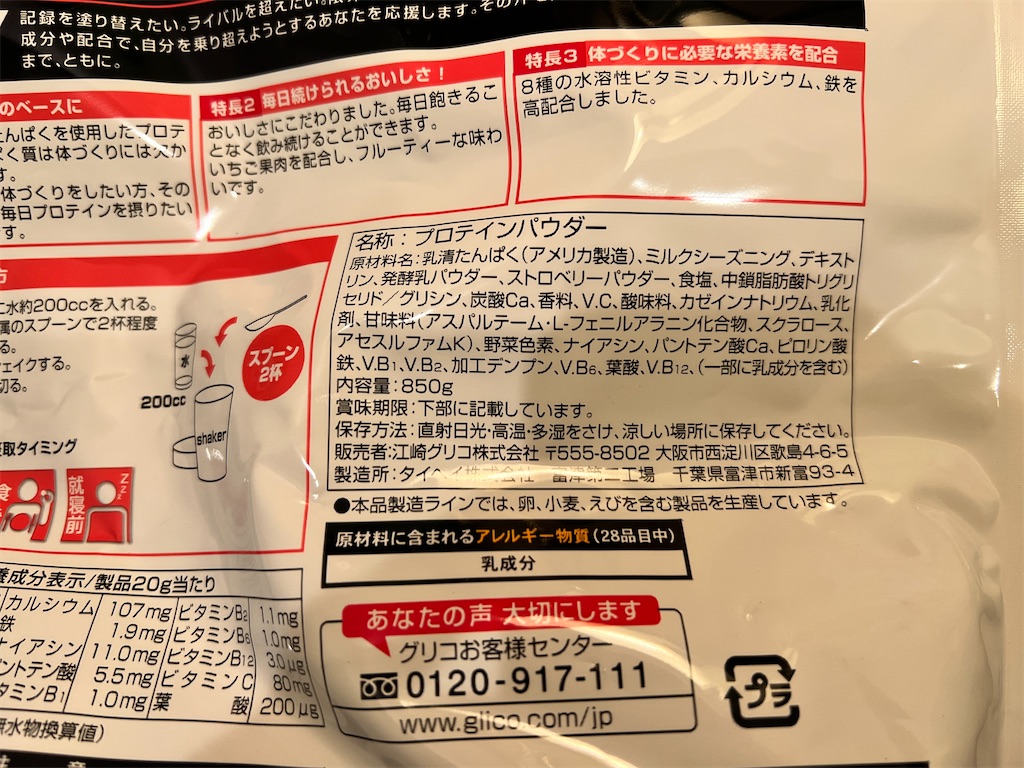 記録を塗り替えたい。ライバルを超えたい。
成分や配合で、自分を乗り超えようとするあなたを応援します。その
まで、ともに。
のベースに
たんぱくを使用したプロテ
く質は体づくりには欠か
す。
体づくりをしたい方、その
毎日プロテインを摂りたい
す。
特長2 毎日続けられるおいしさ!
おいしさにこだわりました。毎日飽きるこ
となく飲み続けることができます。
いちご果肉を配合し、フルーティーな味わ
いです。
特長3 体づくりに必要な栄養素を配合
8種の水溶性ビタミン、カルシウム、鉄を
高配合しました。
方
に水約200ccを入れる。
属のスプーンで2杯程度
る。
ェイクする。
切る。
スプーン
2杯
水
200cc
shaker
取タイミング
食
就寝前
zzz
名称:プロテインパウダー
原材料名:乳清たんぱく(アメリカ製造)、ミルクシーズニング、デキスト
リン、発酵乳パウダー、ストロベリーパウダー、食塩、中鎖脂肪酸トリグリ
セリド/グリシン、炭酸Ca、香料、V.C、酸味料、カゼインナトリウム、乳化
剤、甘味料(アスパルテーム・L-フェニルアラニン化合物、スクラロース、
アセスルファムK)、野菜色素、ナイアシン、パントテン酸Ca、ピロリン酸
鉄、V.B1、V.B2、加工デンプン、V.B6、葉酸、V.B12、(一部に乳成分を含む)
内容量:850g
賞味期限:下部に記載しています。
保存方法:直射日光・高温・多湿をさけ、涼しい場所に保存してください。
販売者:江崎グリコ株式会社 〒555-8502 大阪市西淀川区歌島4-6-5
製造所:タイヘイ株式会社 富津第二工場 千葉県富津市新富93-4
●本品製造ラインでは、卵、小麦、えびを含む製品を生産しています。
原材料に含まれるアレルギー物質(28品目中)
乳成分
養成分表示/製品20g当たり
カルシウム 107mg ビタミンB2 1.1mg
鉄 1.9mg ビタミンB6 1.0mg
ナイアシン 11.0mg ビタミンB12 3.0μg
ントテン酸 5.5mg ビタミンC 80mg
タミンB1 1.0mg 葉酸 200μg
無水物換算値)
あなたの声 大切にします
グリコお客様センター
0120-917-111
www.glico.com/jp
プラ